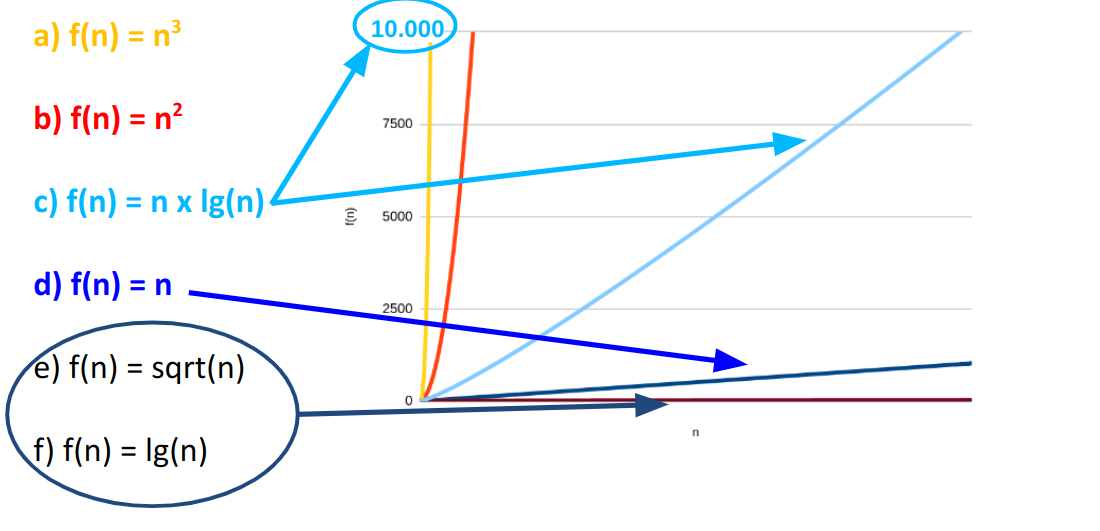 a) f(n) = n³
b) f(n) = n²
c) f(n) = n x lg(n)
d) f(n) = n
e) f(n) = sqrt(n)
f) f(n) = lg(n)
10.000
7500
5000
2500
0
f(n)
n